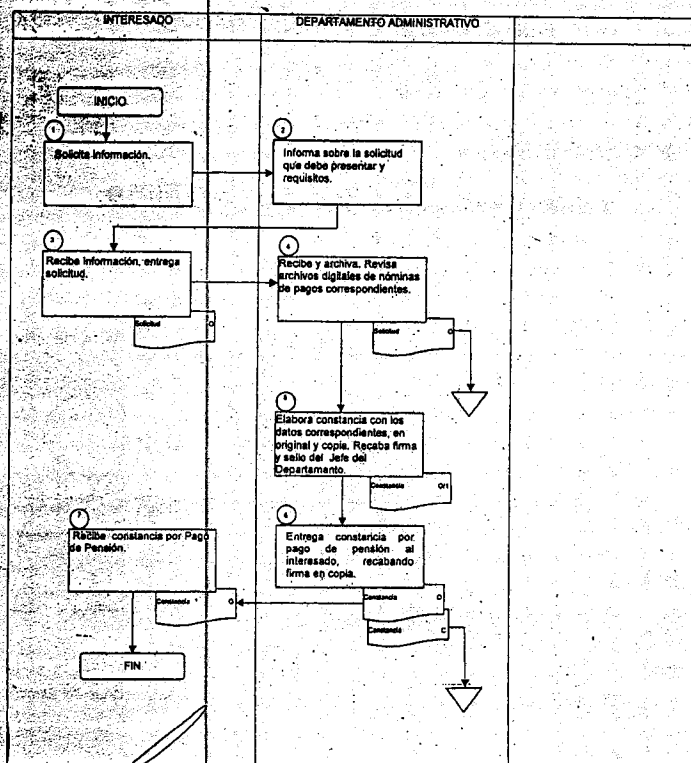 INTERESADO
DEPARTAMENTO ADMINISTRATIVO
INICIO
1
Solicita información.
2
Informa sobre la solicitud
que debe presentar y
requisitos.
3
Recibe información, entrega
solicitud.
Solicitud O
4
Recibe y archiva. Revisa
archivos digitales de nóminas
de pagos correspondientes.
Solicitud O
5
Elabora constancia con los
datos correspondientes, en
original y copia. Recaba firma
y sello del Jefe del
Departamento.
Constancia O/1
6
Entrega constancia por
pago de pensión al
interesado, recabando
firma en copia.
Constancia O
Constancia C
7
Recibe constancia por Pago
de Pensión.
Constancia O
FIN